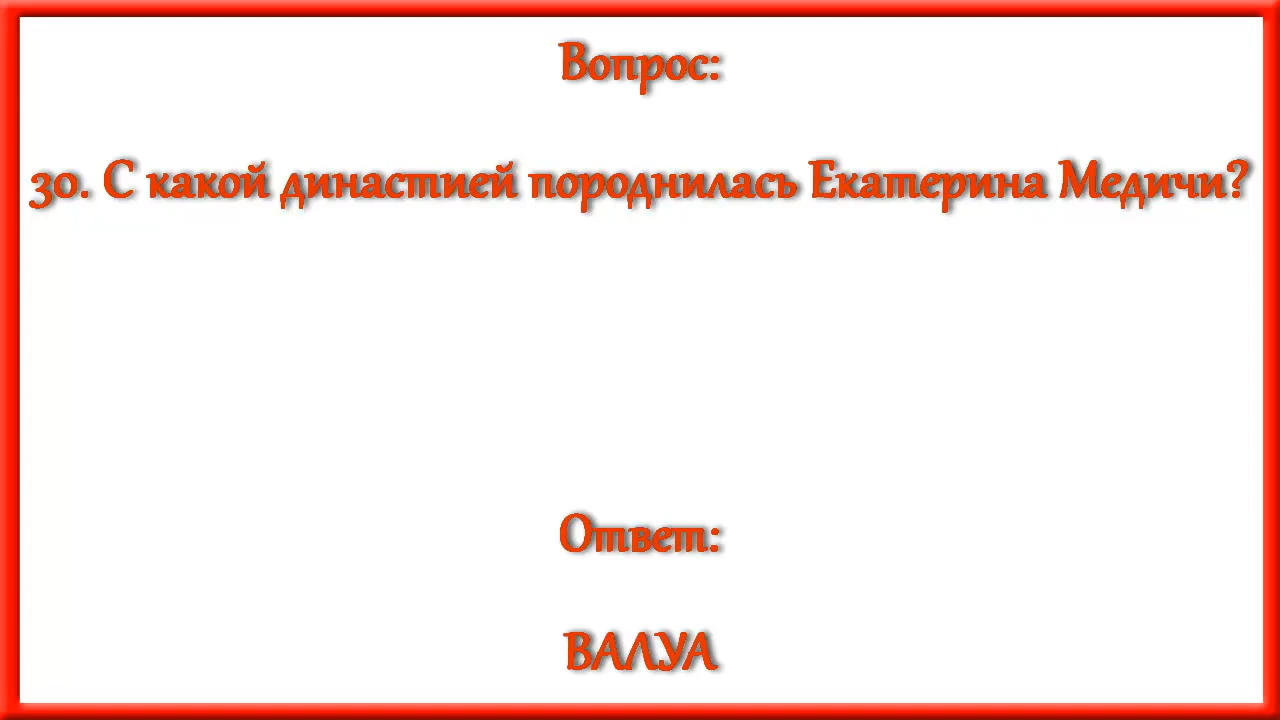 Вопрос:
30. С какой династией породнилась Екатерина Медичи?
Ответ:
ВАЛУА